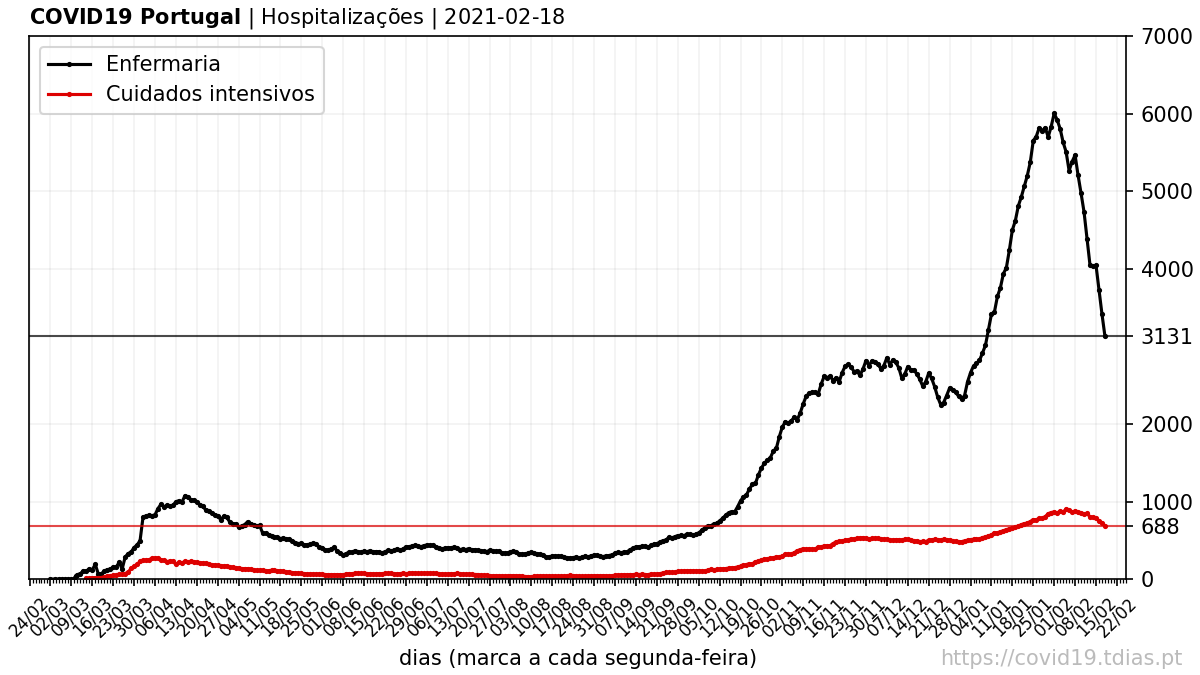 COVID19 Portugal | Hospitalizações | 2021-02-18
Enfermaria
Cuidados intensivos
7000
6000
5000
4000
3131
2000
1000
688
0
24/02 02/03 09/03 16/03 23/03 30/03 06/04 13/04 20/04 27/04 04/05 11/05 18/05 25/05 01/06 08/06 15/06 22/06 29/06 06/07 13/07 20/07 27/07 03/08 10/08 17/08 24/08 31/08 07/09 14/09 21/09 28/09 05/10 12/10 19/10 26/10 02/11 09/11 16/11 23/11 30/11 07/12 14/12 21/12 28/12 04/01 11/01 18/01 25/01 01/02 08/02 15/02 22/02
dias (marca a cada segunda-feira)
https://covid19.tdias.pt